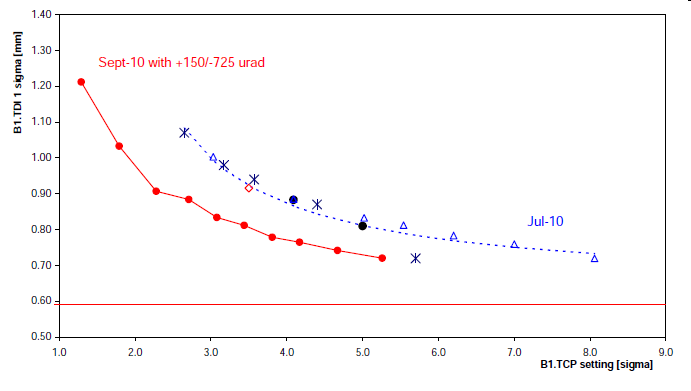 1.40
1.30
1.20
1.10
1.00
0.90
0.80
0.70
0.60
0.50
B1.TDI 1 sigma [mm]
Sept-10 with +150/-725 urad
Jul-10
1.0 2.0 3.0 4.0 5.0 6.0 7.0 8.0 9.0
B1.TCP setting [sigma]